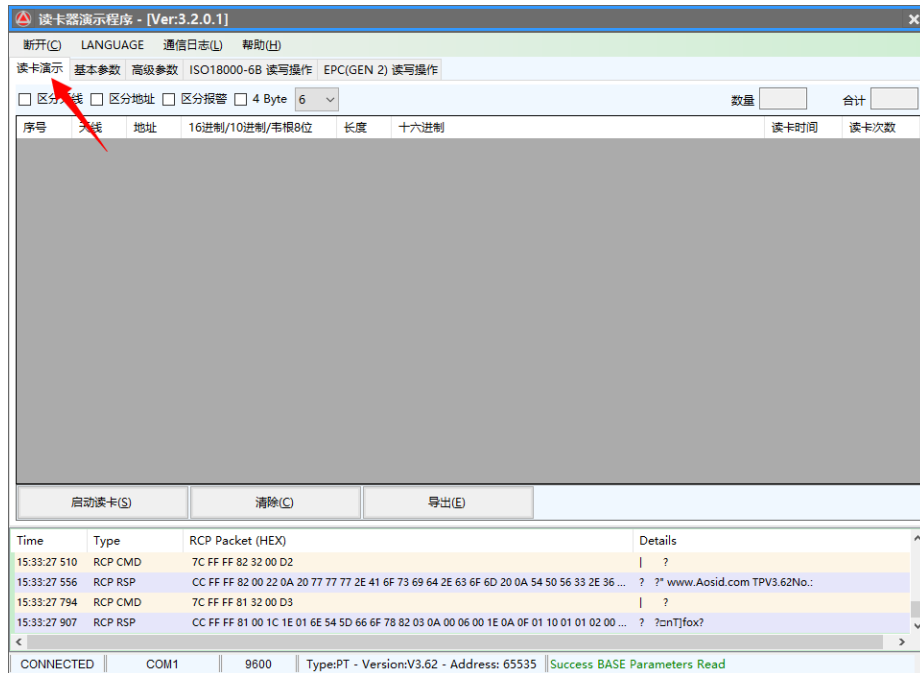 读卡器演示程序 - [Ver:3.2.0.1]
断开(C) LANGUAGE 通信日志(L) 帮助(H)
读卡演示 基本参数 高级参数 ISO18000-6B 读写操作 EPC(GEN 2) 读写操作
区分天线 区分地址 区分报警 4 Byte 6 数量 合计
序号 天线 地址 16进制/10进制/韦根8位 长度 十六进制 读卡时间 读卡次数
启动读卡(S) 清除(C) 导出(E)
Time Type RCP Packet (HEX) Details
15:33:27 510 RCP CMD 7C FF FF 82 32 00 D2 | ?
15:33:27 556 RCP RSP CC FF FF 82 00 22 0A 20 77 77 77 2E 41 6F 73 69 64 2E 63 6F 6D 20 0A 54 50 56 33 2E 36 ... ? ?" www.Aosid.com TPV3.62No.:
15:33:27 794 RCP CMD 7C FF FF 81 32 00 D3 | ?
15:33:27 907 RCP RSP CC FF FF 81 00 1C 1E 01 6E 54 5D 66 6F 78 82 03 0A 00 06 00 1E 0A 0F 01 10 01 01 02 00 ... ? ?□nT]fox?
CONNECTED COM1 9600 Type:PT - Version:V3.62 - Address: 65535 Success BASE Parameters Read